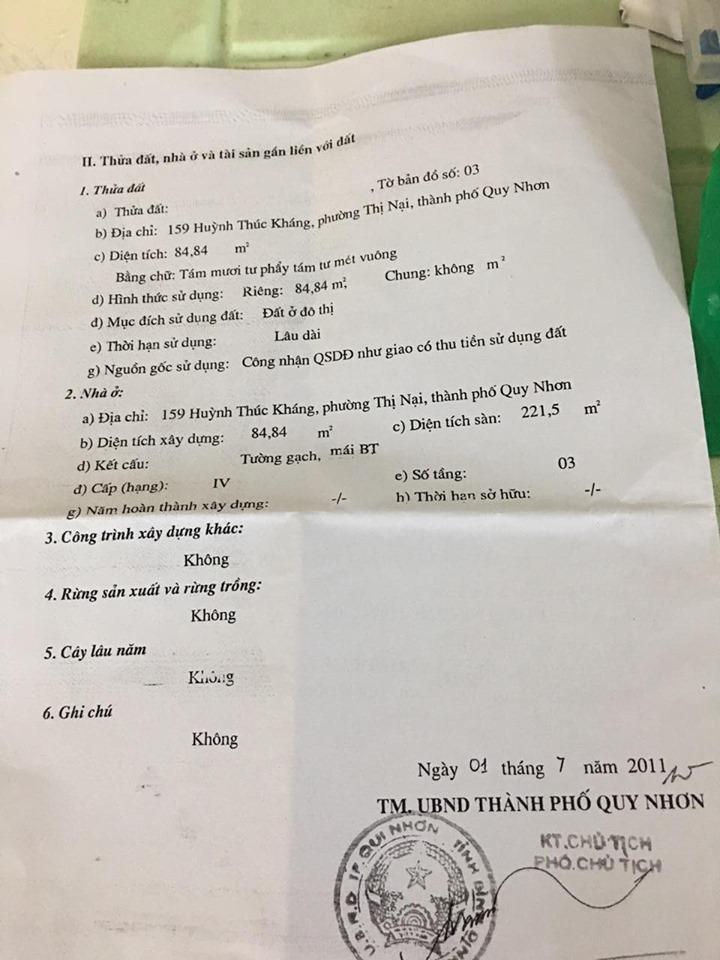 II. Thửa đất, nhà ở và tài sản gắn liền với đất
1. Thửa đất
a) Thửa đất: , Tờ bản đồ số: 03
b) Địa chỉ: 159 Huỳnh Thúc Kháng, phường Thị Nại, thành phố Quy Nhơn
c) Diện tích: 84,84 m²
Bằng chữ: Tám mươi tư phẩy tám tư mét vuông
d) Hình thức sử dụng: Riêng: 84,84 m², Chung: không m²
đ) Mục đích sử dụng đất: Đất ở đô thị
e) Thời hạn sử dụng: Lâu dài
g) Nguồn gốc sử dụng: Công nhận QSDĐ như giao có thu tiền sử dụng đất
2. Nhà ở:
a) Địa chỉ: 159 Huỳnh Thúc Kháng, phường Thị Nại, thành phố Quy Nhơn
b) Diện tích xây dựng: 84,84 m² c) Diện tích sàn: 221,5 m²
d) Kết cấu: Tường gạch, mái BT
đ) Cấp (hạng): IV e) Số tầng: 03
g) Năm hoàn thành xây dựng: -/- h) Thời hạn sở hữu: -/-
3. Công trình xây dựng khác:
Không
4. Rừng sản xuất và rừng trồng:
Không
5. Cây lâu năm
Không
6. Ghi chú
Không
Ngày 01 tháng 7 năm 2011
TM. UBND THÀNH PHỐ QUY NHƠN
KT.CHỦ TỊCH
PHÓ.CHỦ TỊCH
U.B.N.D TP. QUI NHƠN TỈNH BÌNH ĐỊNH